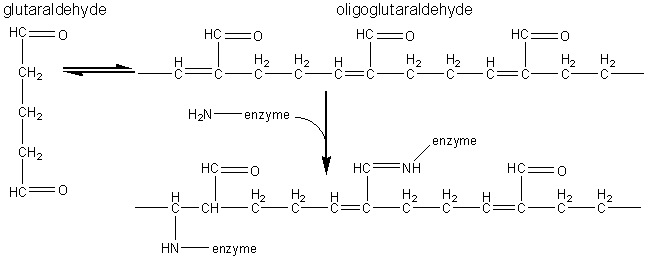 glutaraldehyde
oligoglutaraldehyde
HC O HC O HC O HC O
CH2 H H2 H2 H H2 H2 H H2 H2
C C C C C C C C C C C
CH2
H2N enzyme
CH2
enzyme
HC O HC O HC NH HC O
H H2 H2 H H2 H2 H H2 H2
C CH C C C C C C C C C C
HN enzyme